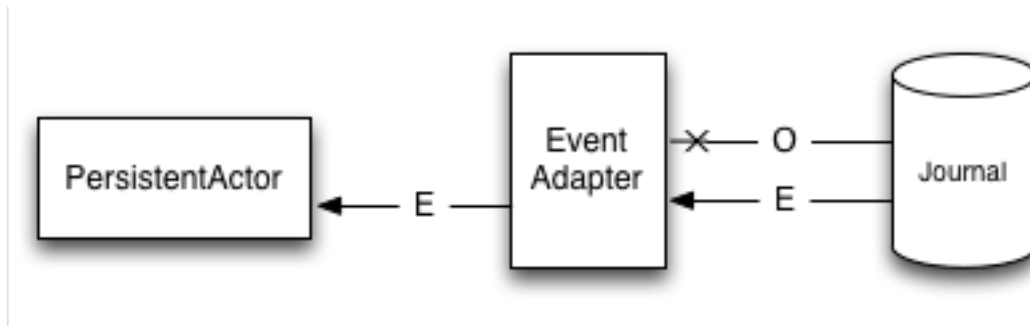 PersistentActor
E
Event
Adapter
O
E
Journal